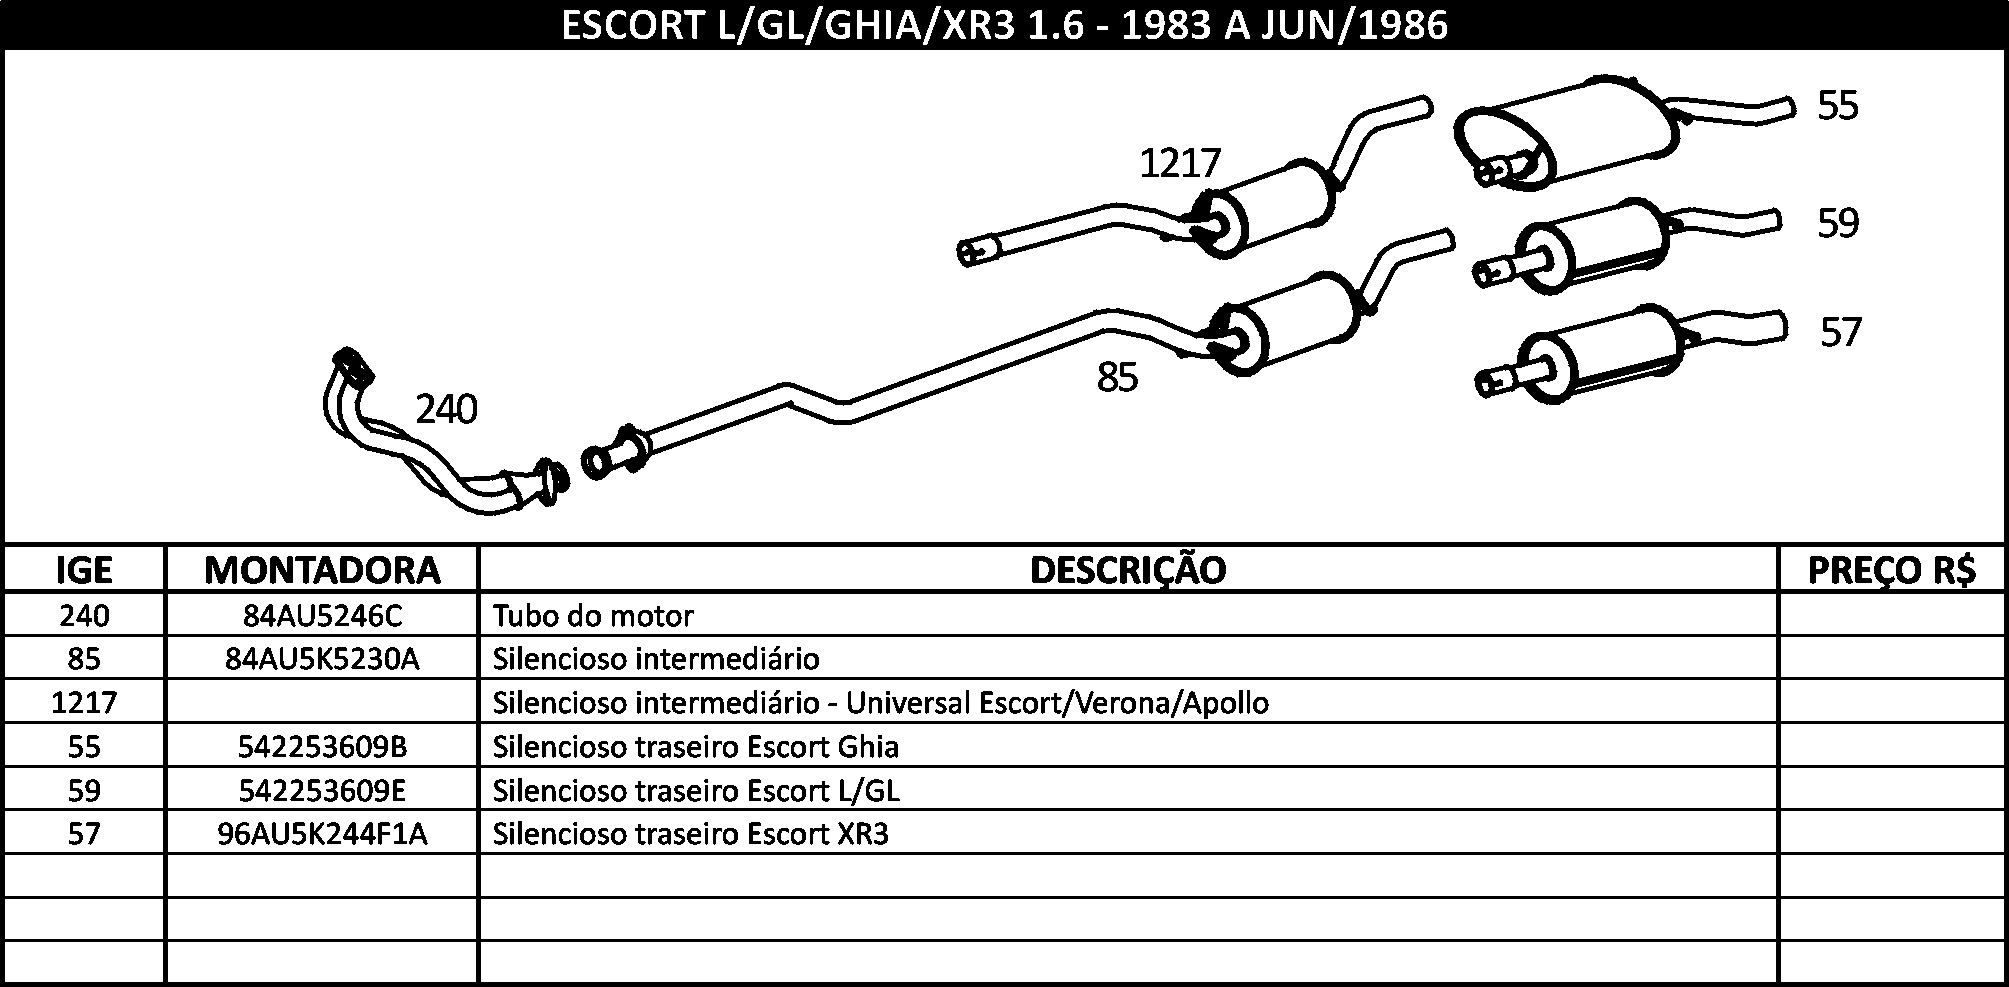 ESCORT L/GL/GHIA/XR3 1.6 - 1983 A JUN/1986
55
1217
59
57
85
240
IGE MONTADORA DESCRIÇÃO PREÇO R$
240 84AU5246C Tubo do motor
85 84AU5K5230A Silencioso intermediário
1217 Silencioso intermediário - Universal Escort/Verona/Apollo
55 542253609B Silencioso traseiro Escort Ghia
59 542253609E Silencioso traseiro Escort L/GL
57 96AU5K244F1A Silencioso traseiro Escort XR3